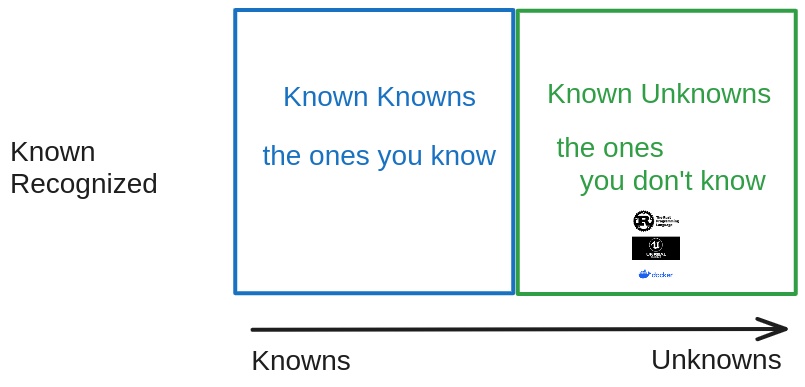 Known Knowns
the ones you know
Known Unknowns
the ones
you don't know
The Rust
Programming
Language
UNREAL
docker
Known
Recognized
Knowns
Unknowns